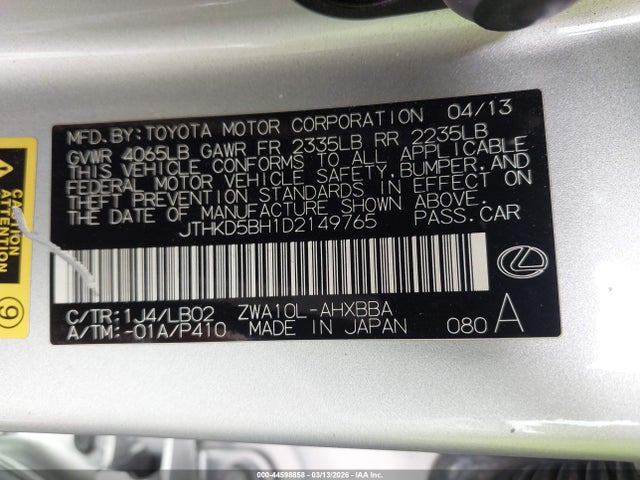 MFD. BY: TOYOTA MOTOR CORPORATION 04/13
GVWR 4065LB GAWR FR 2335LB RR 2235LB
THIS VEHICLE CONFORMS TO ALL APPLICABLE
FEDERAL MOTOR VEHICLE SAFETY, BUMPER, AND
THEFT PREVENTION STANDARDS IN EFFECT ON
THE DATE OF MANUFACTURE SHOWN ABOVE.
JTHKD5BH1D2149765 PASS. CAR
C/TR: 1J4/LB02 ZWA10L-AHXBBA
A/TM: -01A/P410 MADE IN JAPAN 080 A
CAUTION
ATTENTION
9
000-44598858 | 03/13/2026 | IAA Inc. (IAA)